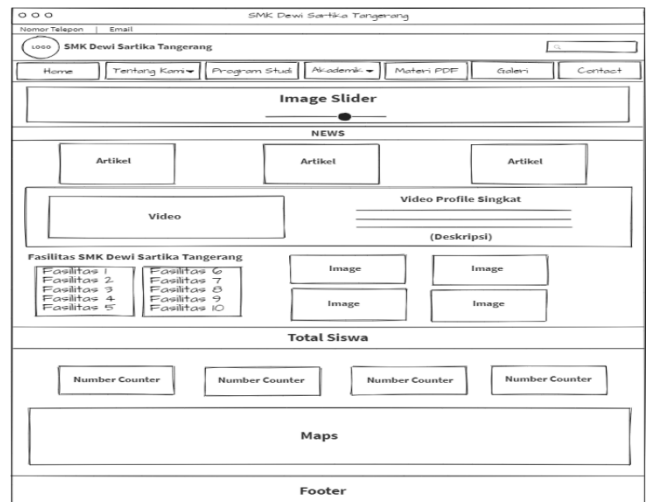 SMK Dewi Sartika Tangerang
Nomor Telepon | Email
LOGO SMK Dewi Sartika Tangerang
Home Tentang Kami Program Studi Akademik Materi PDF Galeri Contact
Image Slider
NEWS
Artikel Artikel Artikel
Video Profile Singkat
Video
(Deskripsi)
Fasilitas SMK Dewi Sartika Tangerang
Fasilitas 1 Fasilitas 6 Image Image
Fasilitas 2 Fasilitas 7
Fasilitas 3 Fasilitas 8
Fasilitas 4 Fasilitas 9 Image Image
Fasilitas 5 Fasilitas 10
Total Siswa
Number Counter Number Counter Number Counter Number Counter
Maps
Footer